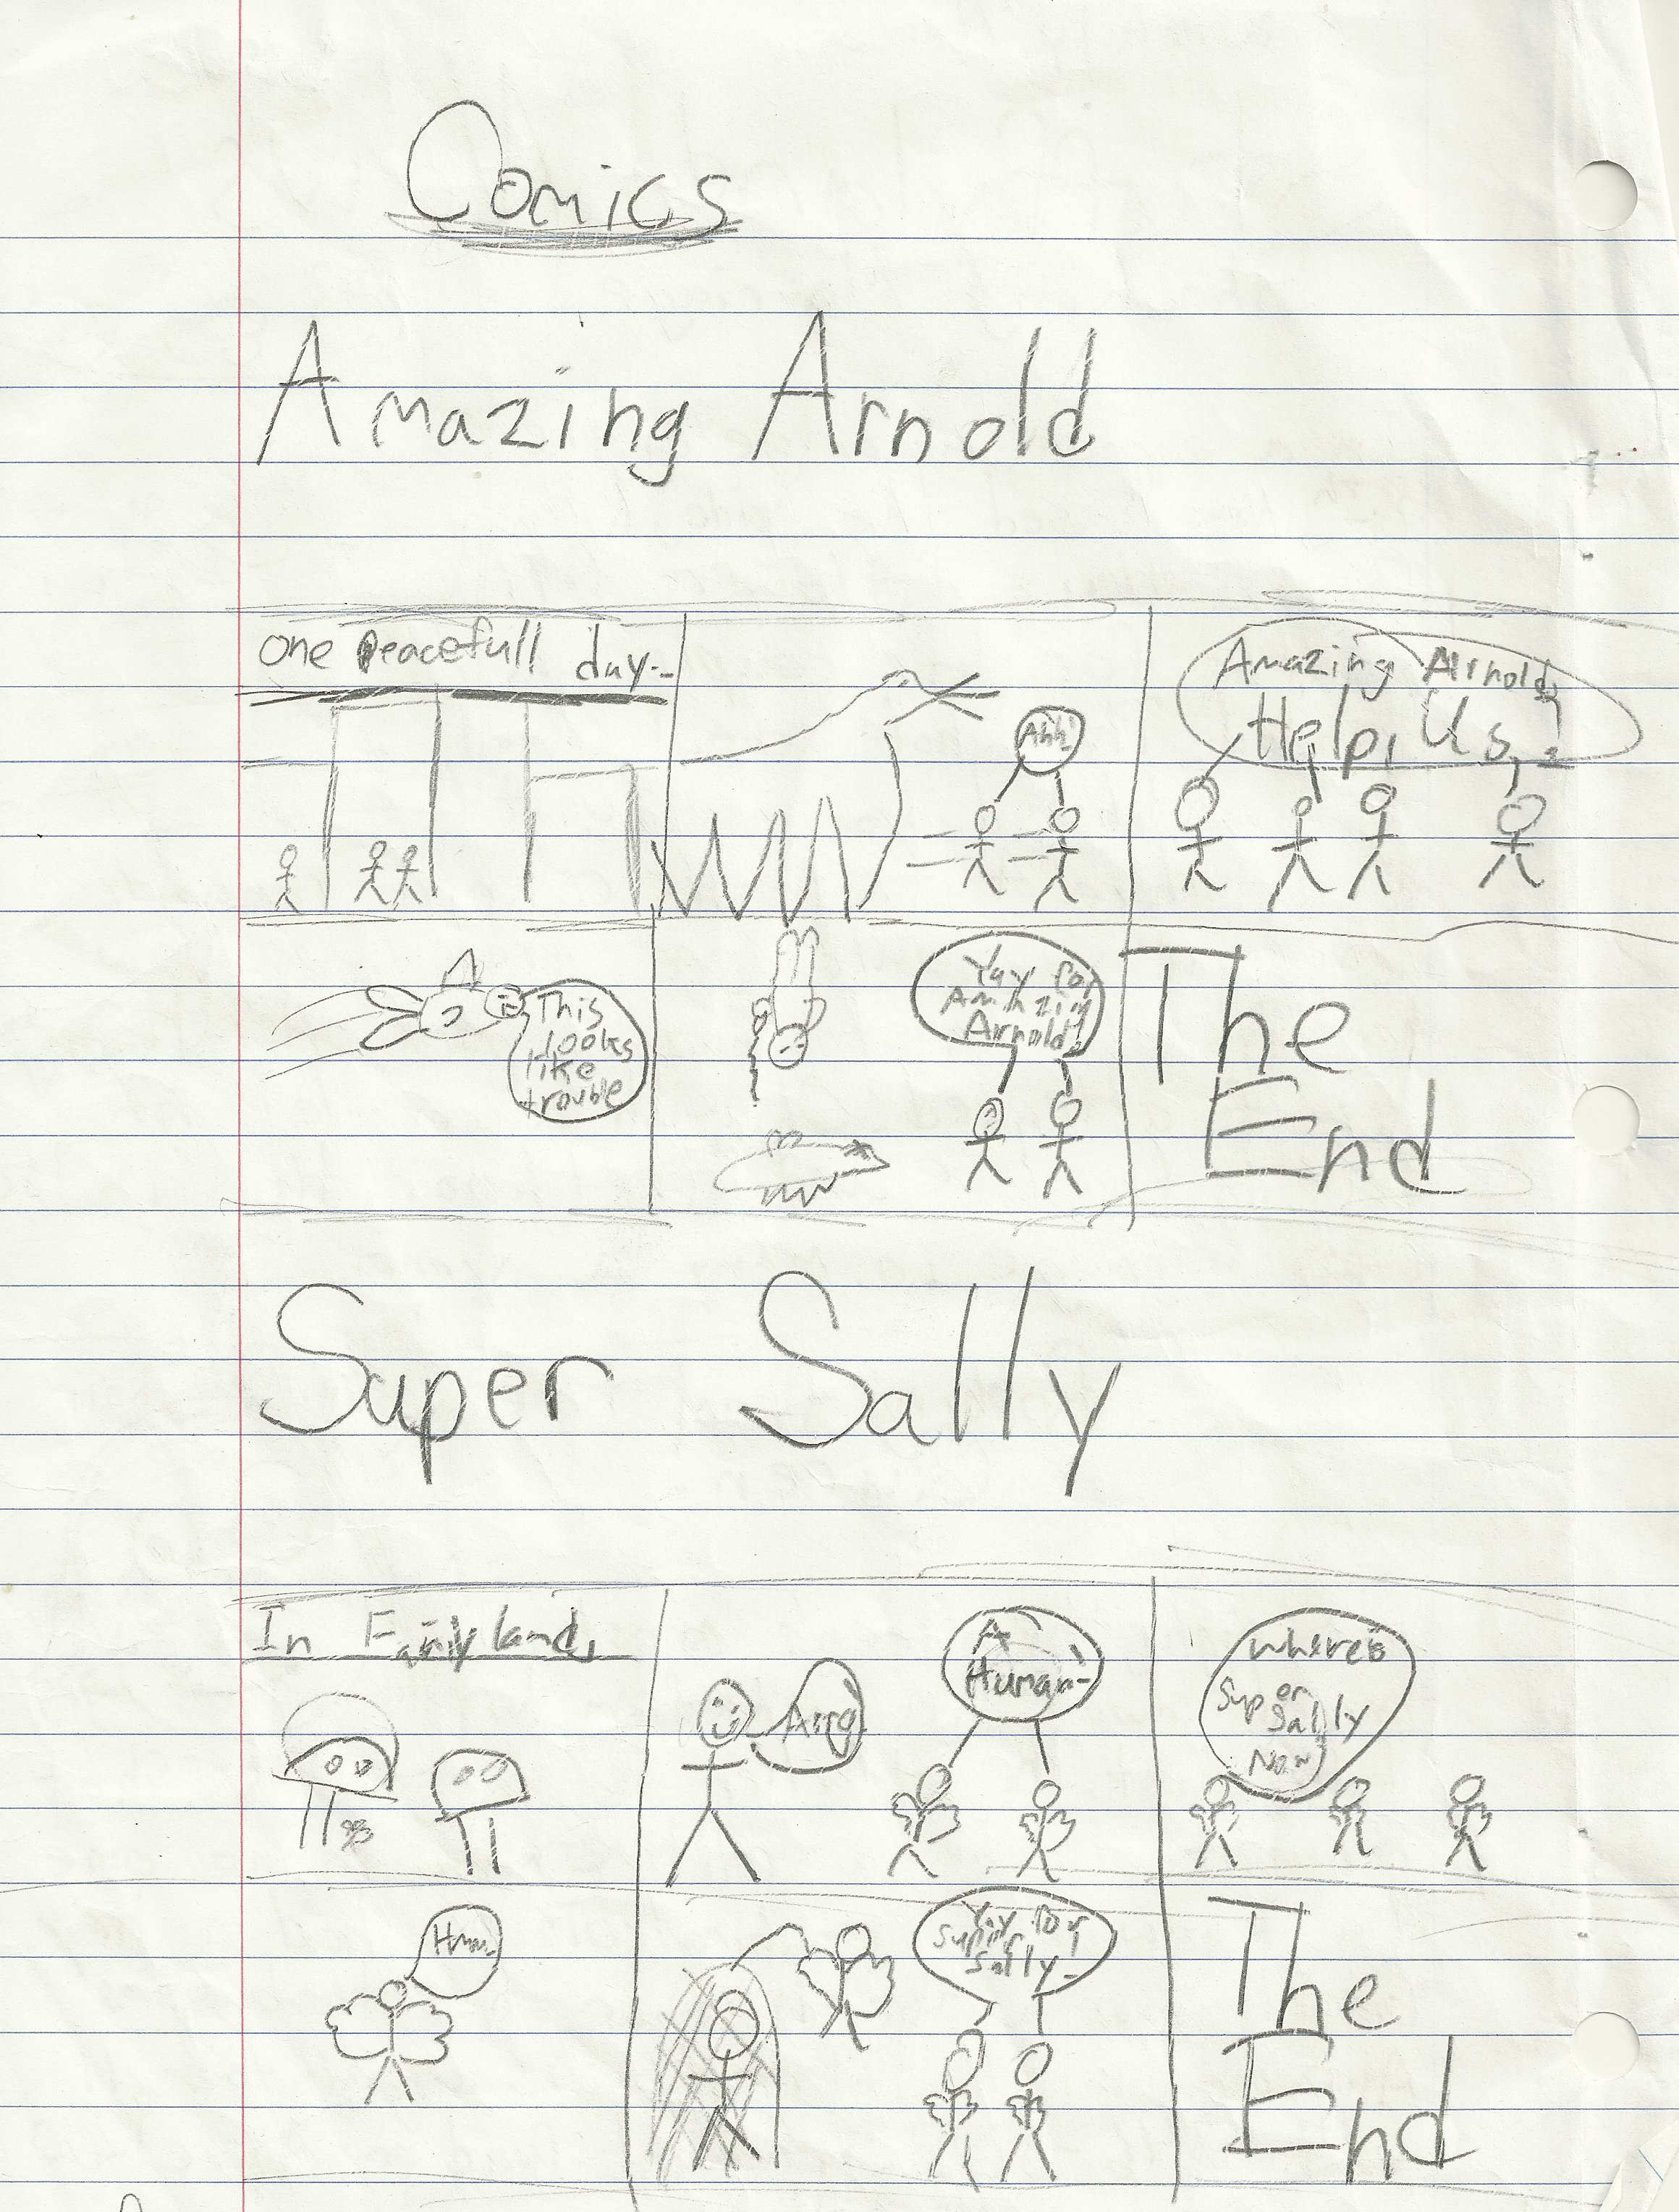 Comics
Amazing Arnold
One Peacefull day..
Ahh!
Amazing Arnold,
Help, Us,
This
looks
like
trouble
Yay for
Amazing
Arnold!
The
End
Super Sally
In Fairyland,
Arrg
A
Human-
where's
Super
Sally
Now
Hmm
Yay for
Super
Sally-
The
End